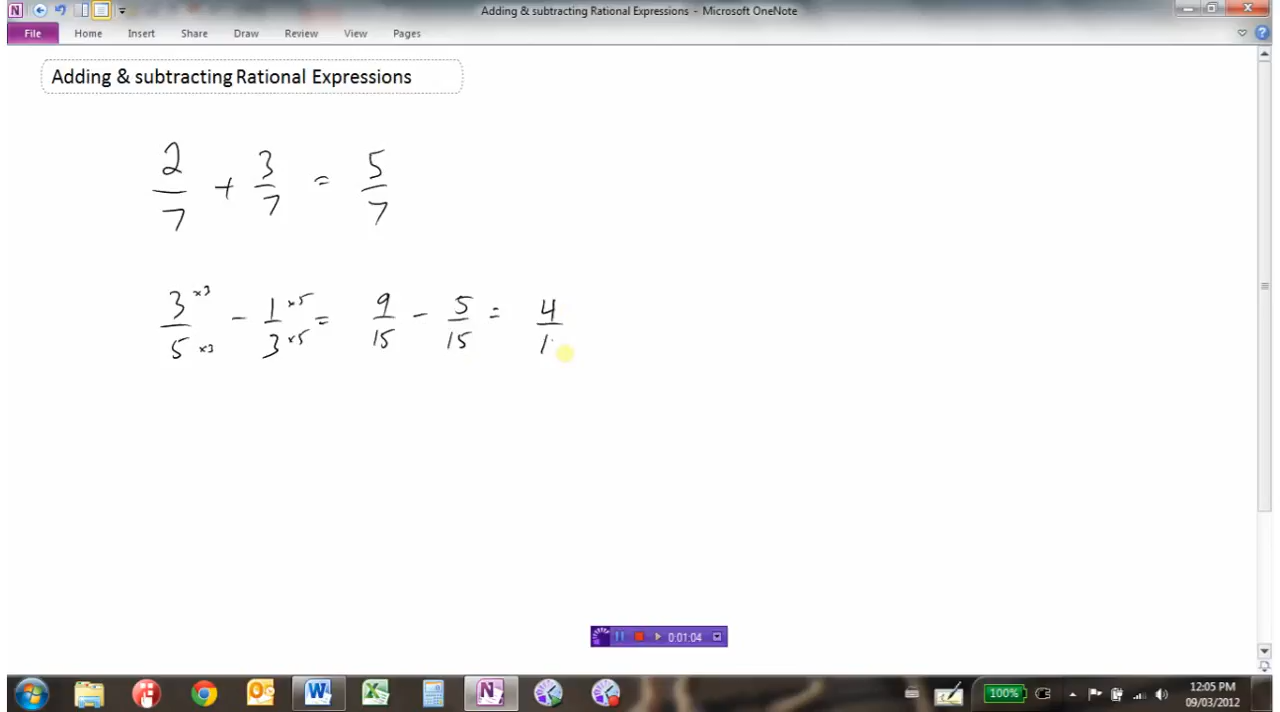 Adding & subtracting Rational Expressions - Microsoft OneNote
File Home Insert Share Draw Review View Pages
Adding & subtracting Rational Expressions
2/7 + 3/7 = 5/7
3×3/5×3 - 1×5/3×5 = 9/15 - 5/15 = 4/1
0:01:04
100% 12:05 PM
09/03/2012